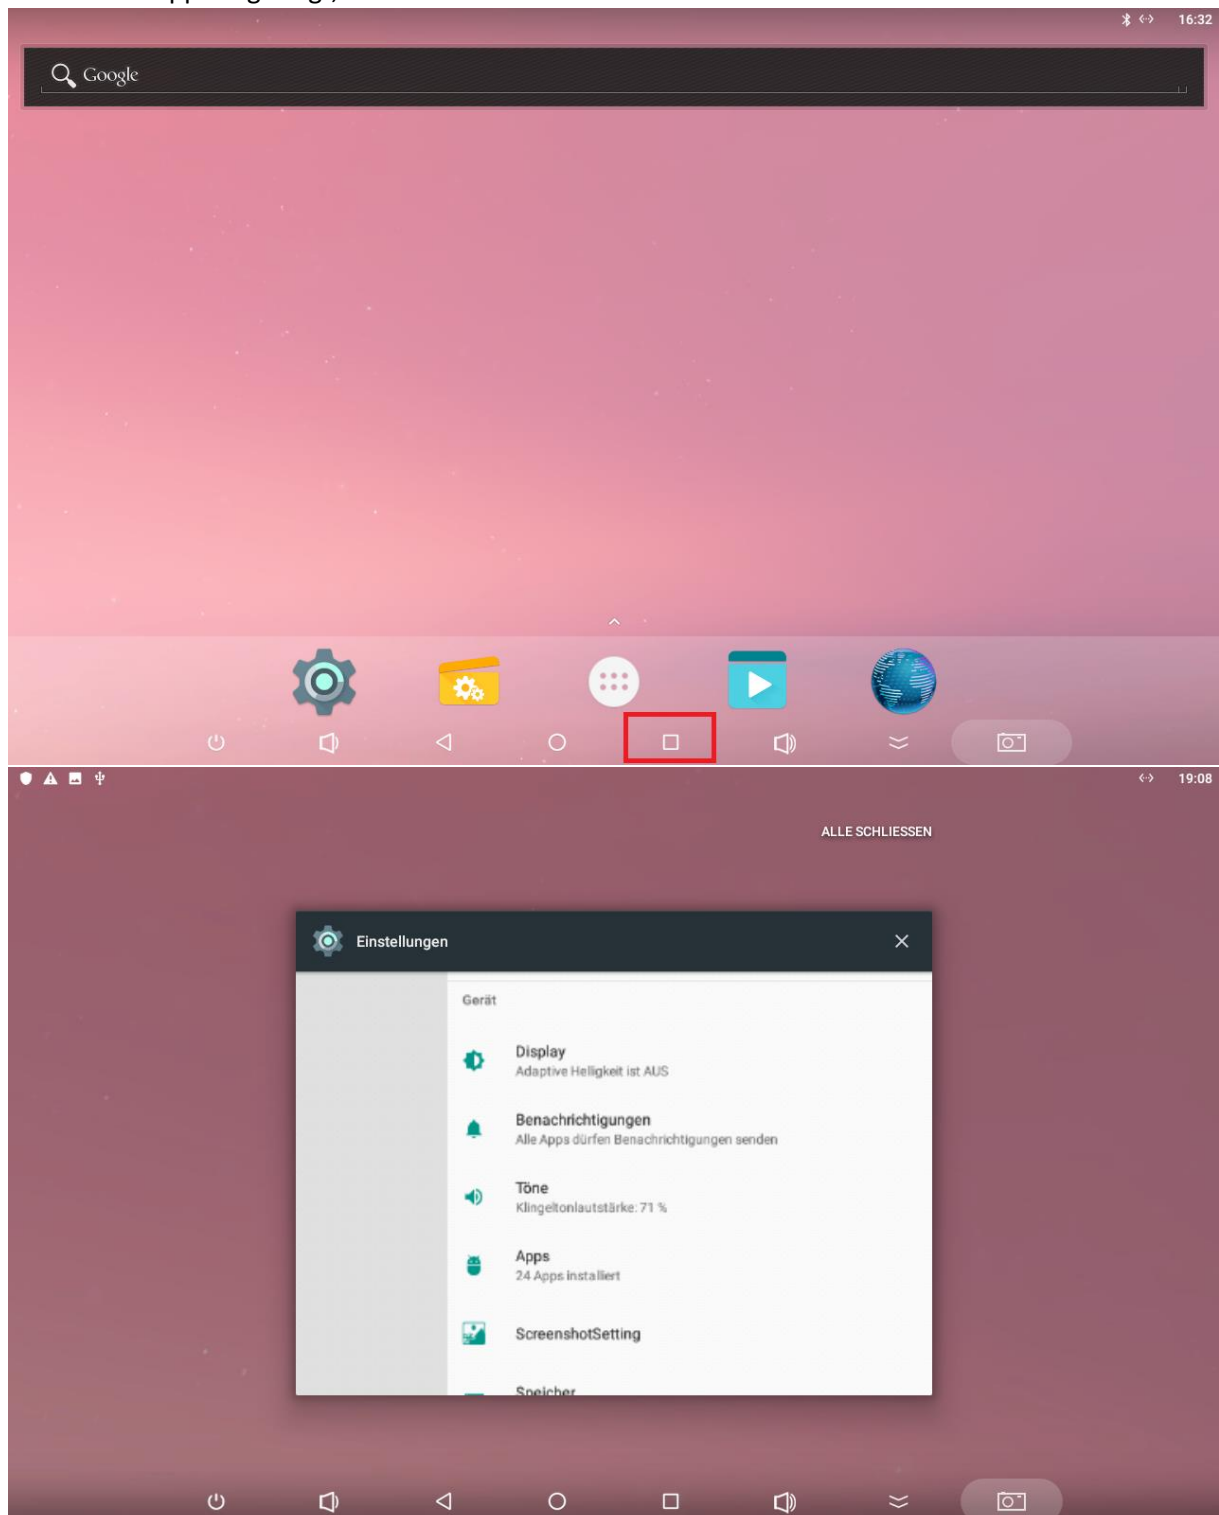 16:32
Google
19:08
ALLE SCHLIESSEN
Einstellungen
Gerät
Display
Adaptive Helligkeit ist AUS
Benachrichtigungen
Alle Apps dürfen Benachrichtigungen senden
Töne
Klingeltonlautstärke: 71 %
Apps
24 Apps installiert
ScreenshotSetting
Speicher